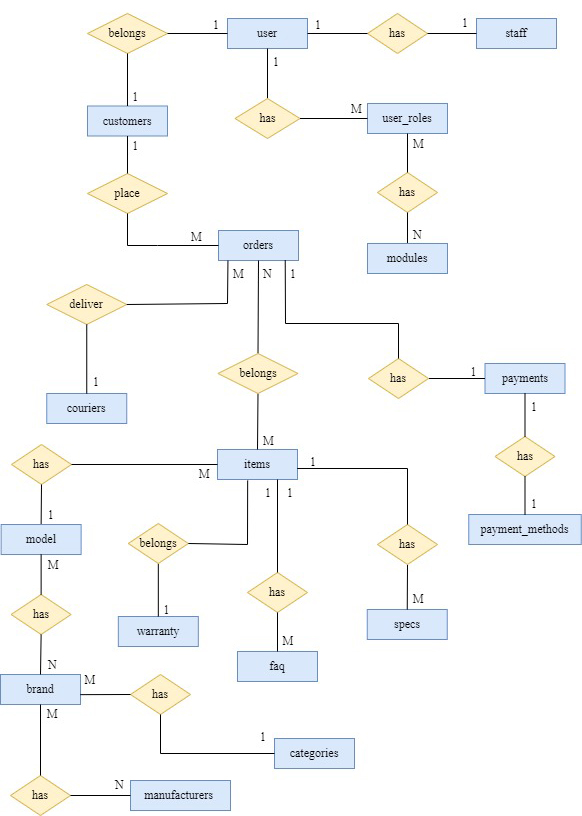 belongs 1 user 1 has 1 staff
1 1
1
customers has M user_roles
1 M
place has
M N
orders modules
M N 1
deliver
belongs has 1 payments
1 1
couriers
M
has items 1 has
M
1 1 1
1 payment_methods
model belongs has
M
has
1 M
has warranty specs
M
N faq
M
brand has
M
1
categories
N
has manufacturers